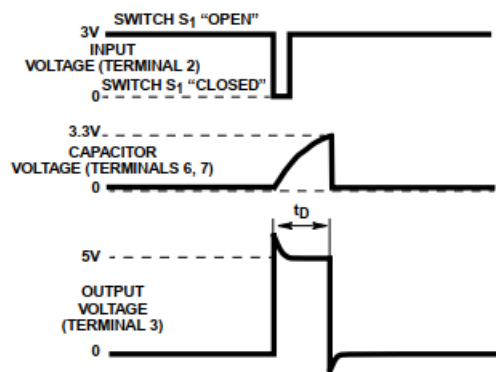 SWITCH S1 “OPEN”
3V
INPUT
VOLTAGE (TERMINAL 2)
SWITCH S1 “CLOSED”
0
3.3V
CAPACITOR
VOLTAGE (TERMINALS 6, 7)
0
tD
5V
OUTPUT
VOLTAGE
(TERMINAL 3)
0